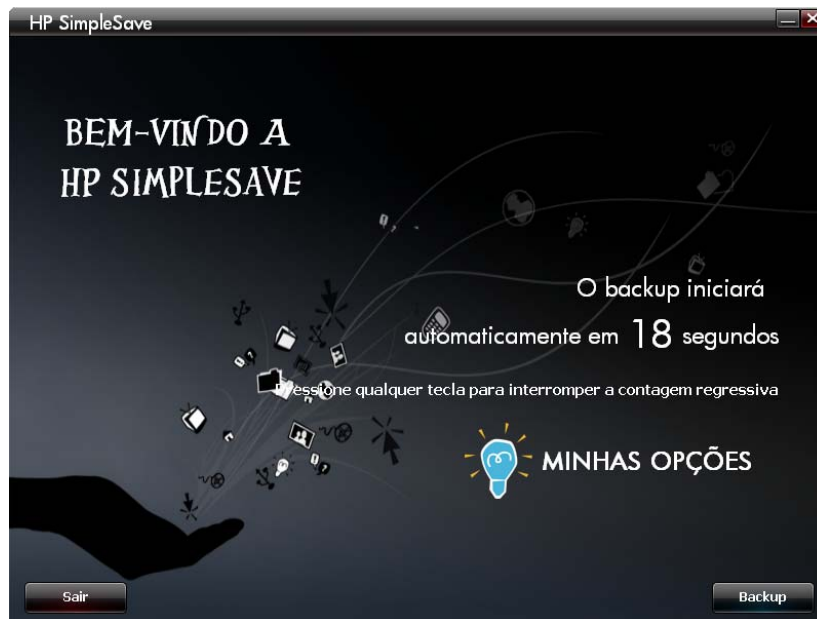 HP SimpleSave
BEM-VINDO A
HP SIMPLESAVE
O backup iniciará
automaticamente em 18 segundos
Pressione qualquer tecla para interromper a contagem regressiva
MINHAS OPÇÕES
Sair
Backup